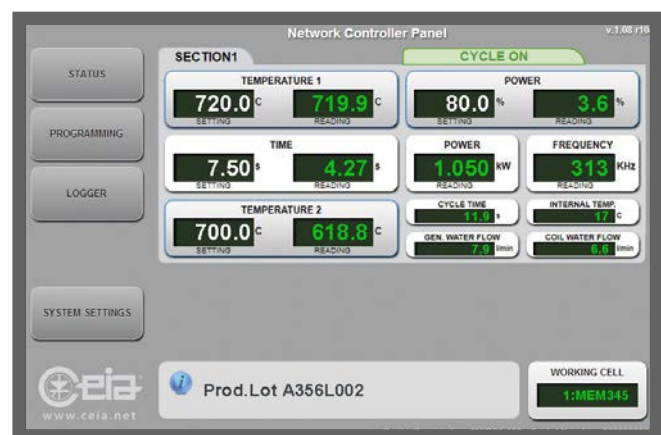 Network Controller Panel
v.1.08 r10
STATUS
PROGRAMMING
LOGGER
SYSTEM SETTINGS
SECTION1
CYCLE ON
TEMPERATURE 1
720.0 C 719.9 C
SETTING READING
POWER
80.0 % 3.6 %
SETTING READING
TIME
7.50 s 4.27 s
SETTING READING
POWER
1.050 kW
READING
FREQUENCY
313 KHz
READING
TEMPERATURE 2
700.0 C 618.8 C
SETTING READING
CYCLE TIME
11.9 s
INTERNAL TEMP.
17 C
GEN. WATER FLOW
7.9 l/min
COIL WATER FLOW
6.6 l/min
ceia
www.ceia.net
i
Prod.Lot A356L002
WORKING CELL
1:MEM345